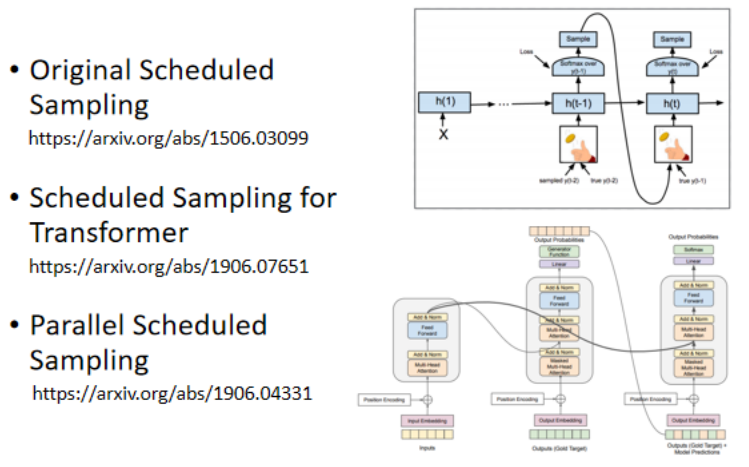 • Original Scheduled
Sampling
https://arxiv.org/abs/1506.03099
• Scheduled Sampling for
Transformer
https://arxiv.org/abs/1906.07651
• Parallel Scheduled
Sampling
https://arxiv.org/abs/1906.04331
Sample
Sample
Loss
Softmax over
y(t-1)
Softmax over
y(t)
Loss
h(1)
...
h(t-1)
h(t)
X
sampled y(t-2)
true y(t-2)
true y(t-1)
Output Probabilities
Generator
Function
Linear
Add & Norm
Feed
Forward
Add & Norm
Multi-Head
Attention
Add & Norm
Masked
Multi-Head
Attention
Position Encoding
Output Embedding
Outputs (Gold Target)
Output Probabilities
Softmax
Linear
Add & Norm
Feed
Forward
Add & Norm
Multi-Head
Attention
Add & Norm
Masked
Multi-Head
Attention
Position Encoding
Output Embedding
Outputs (Gold Target) +
Model Predictions
Add & Norm
Feed
Forward
Add & Norm
Multi-Head
Attention
Position Encoding
Input Embedding
Inputs